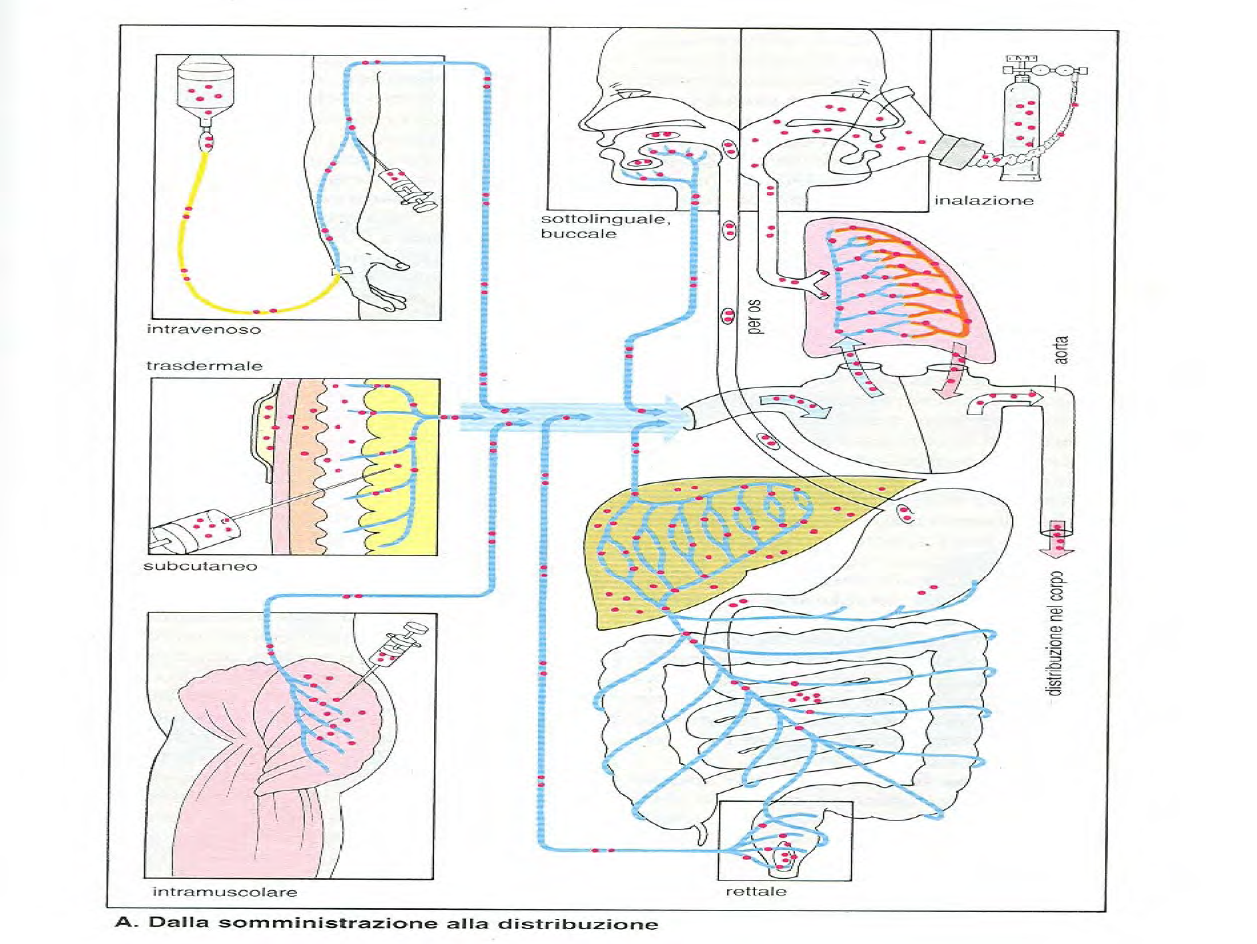 sottolinguale,
buccale
inalazione
intravenoso
per os
aorta
trasdermale
subcutaneo
distribuzione nel corpo
intramuscolare
rettale
A. Dalla somministrazione alla distribuzione